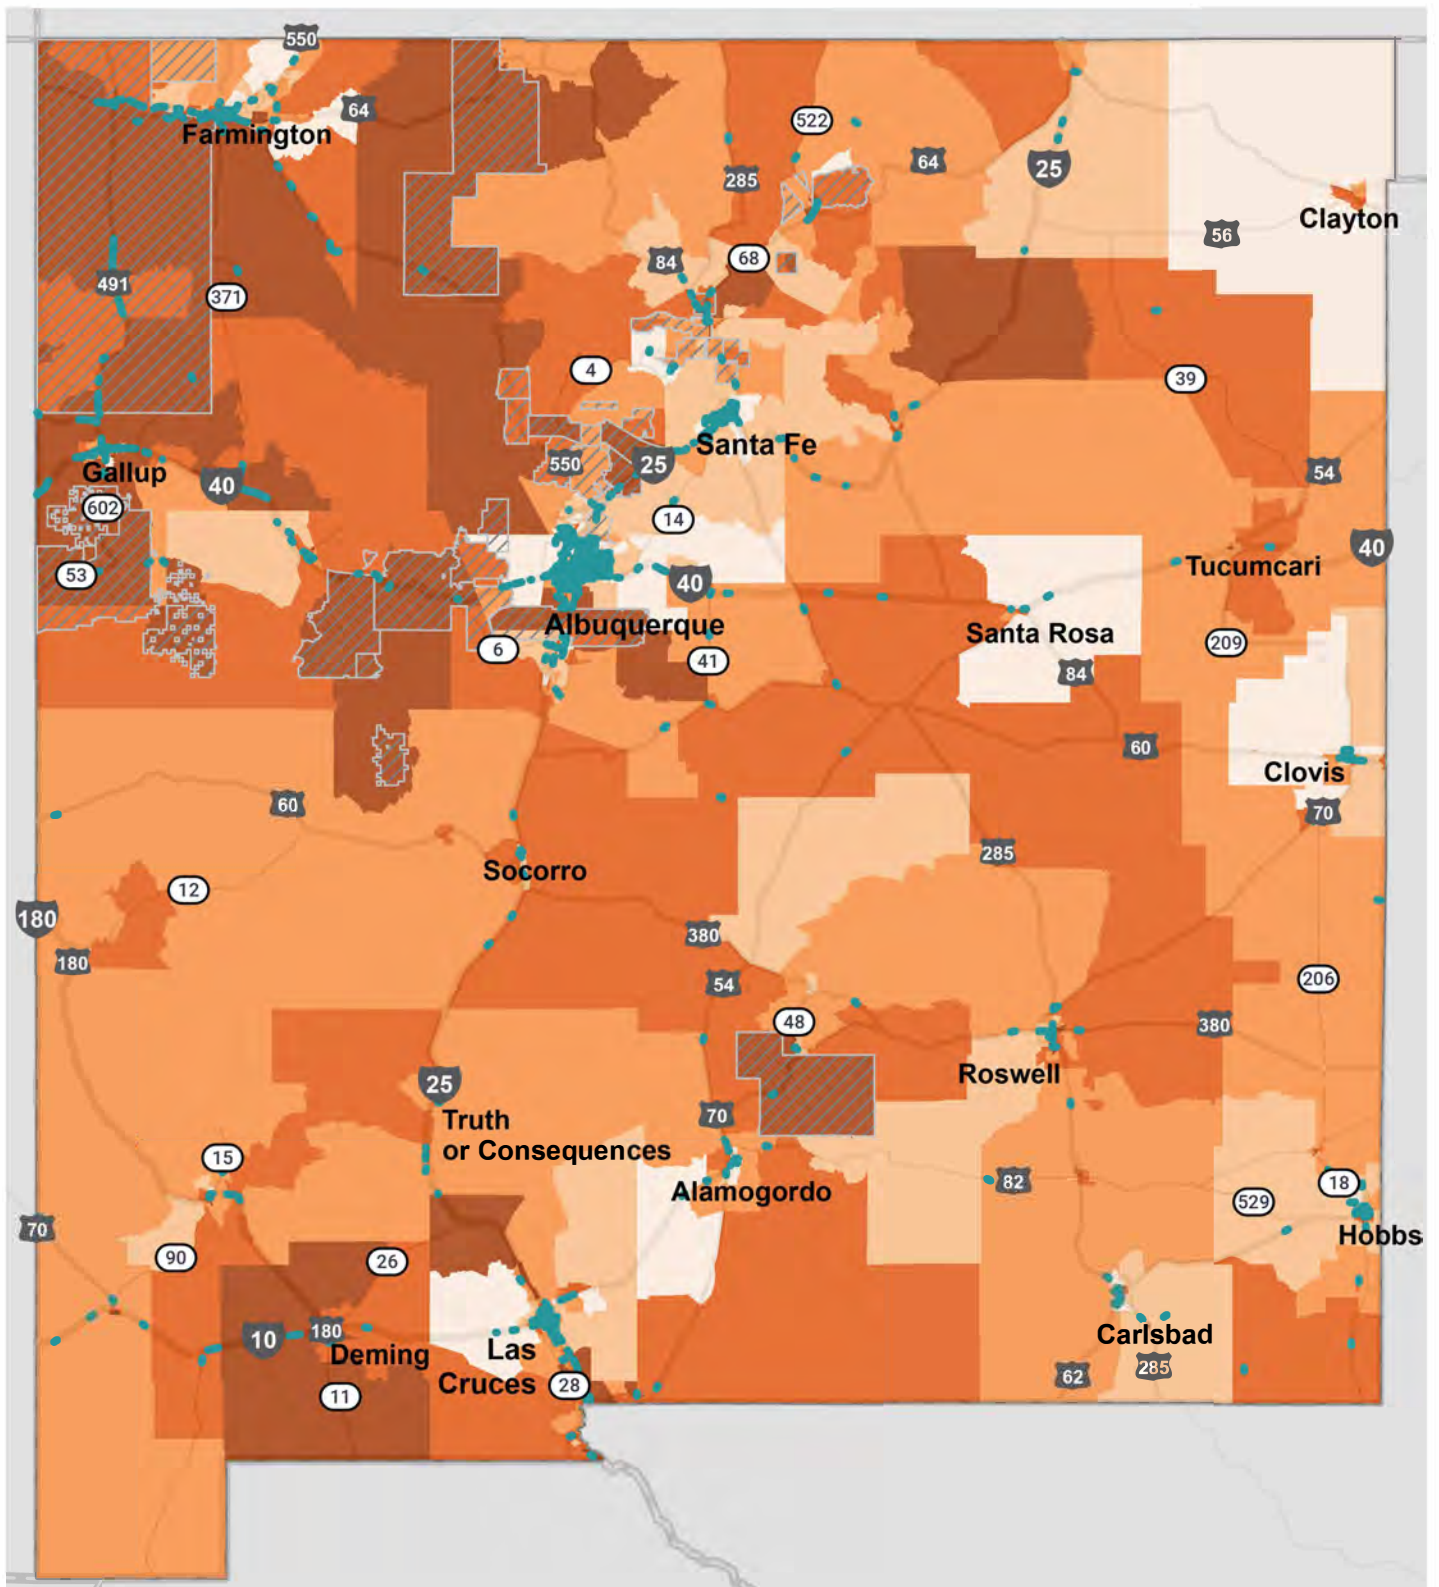 550
64
Farmington
522
285
64
25
Clayton
56
84
68
491
371
4
39
Santa Fe
550
25
54
Gallup
40
602
14
40
53
Tucumcari
40
Albuquerque
Santa Rosa
6
41
209
84
60
Clovis
60
70
285
Socorro
12
180
180
380
54
206
48
380
Roswell
25
Truth
or Consequences
70
15
Alamogordo
82
18
529
Hobbs
70
90
26
10
180
Deming
Las
Cruces
28
11
Carlsbad
62
285